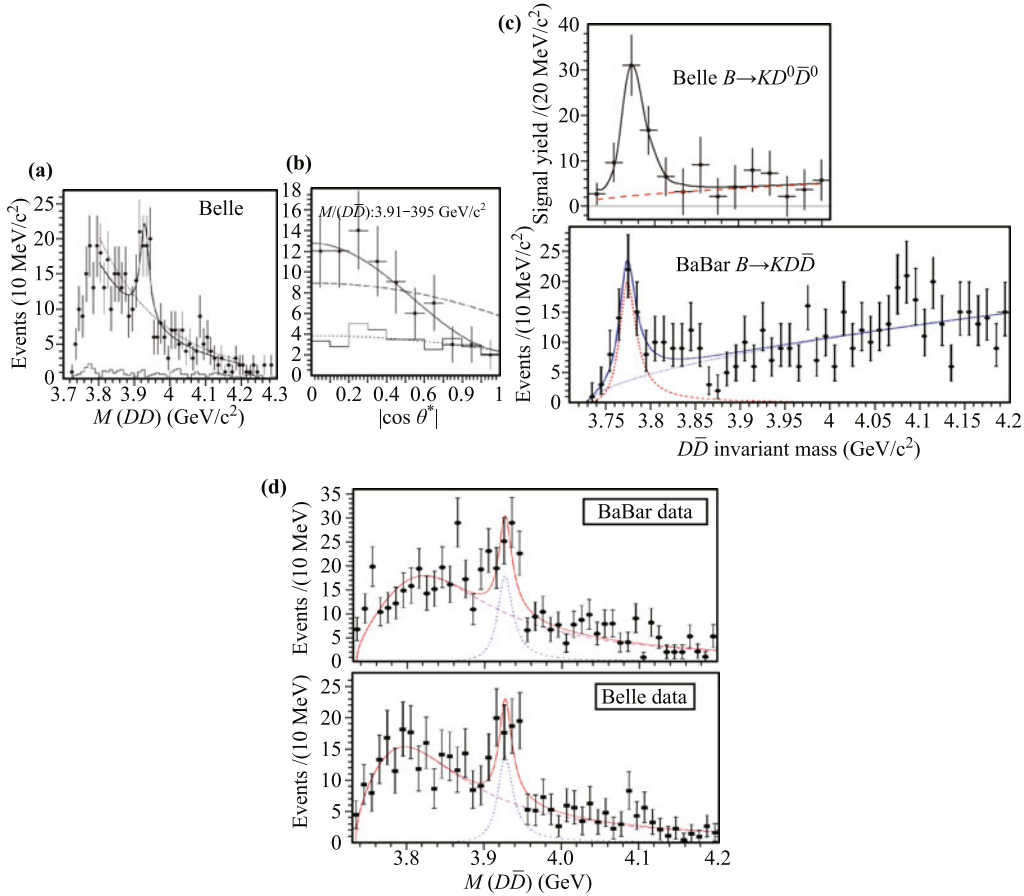 (a)
Events (10 MeV/c²)
25
20
15
10
5
0
Belle
3.7 3.8 3.9 4 4.1 4.2 4.3
M (DD) (GeV/c²)
(b)
18
16
14
12
10
8
6
4
2
0
M/(DD̄):3.91−395 GeV/c²
0 0.2 0.4 0.6 0.8 1
|cos θ*|
(c)
Signal yield /(20 MeV/c²)
40
30
20
10
0
Belle B→KD⁰D̄⁰
Events /(10 MeV/c²)
25
20
15
10
5
0
BaBar B→KDD̄
3.75 3.8 3.85 3.9 3.95 4 4.05 4.1 4.15 4.2
DD̄ invariant mass (GeV/c²)
(d)
Events /(10 MeV)
35
30
25
20
15
10
5
0
BaBar data
Events /(10 MeV)
25
20
15
10
5
0
Belle data
3.8 3.9 4.0 4.1 4.2
M (DD̄) (GeV)